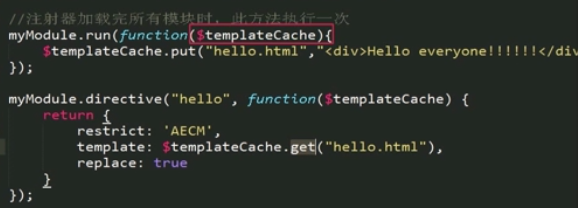 //注射器加载完所有模块时，此方法执行一次
myModule.run(function($templateCache){
    $templateCache.put("hello.html","<div>Hello everyone!!!!!!</div
});
myModule.directive("hello", function($templateCache) {
    return {
        restrict: 'AECM',
        template: $templateCache.get("hello.html"),
        replace: true
    }
});